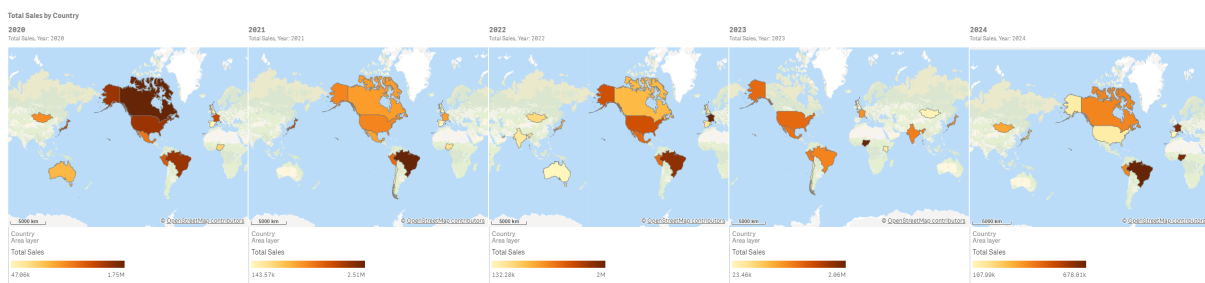 Total Sales by Country
2020
Total Sales, Year: 2020
5000 km
© OpenStreetMap contributors
Country
Area layer
Total Sales
47.06k 1.75M
2021
Total Sales, Year: 2021
5000 km
© OpenStreetMap contributors
Country
Area layer
Total Sales
143.57k 2.51M
2022
Total Sales, Year: 2022
5000 km
© OpenStreetMap contributors
Country
Area layer
Total Sales
132.28k 2M
2023
Total Sales, Year: 2023
5000 km
© OpenStreetMap contributors
Country
Area layer
Total Sales
23.46k 2.06M
2024
Total Sales, Year: 2024
5000 km
© OpenStreetMap contributors
Country
Area layer
Total Sales
107.99k 678.01k